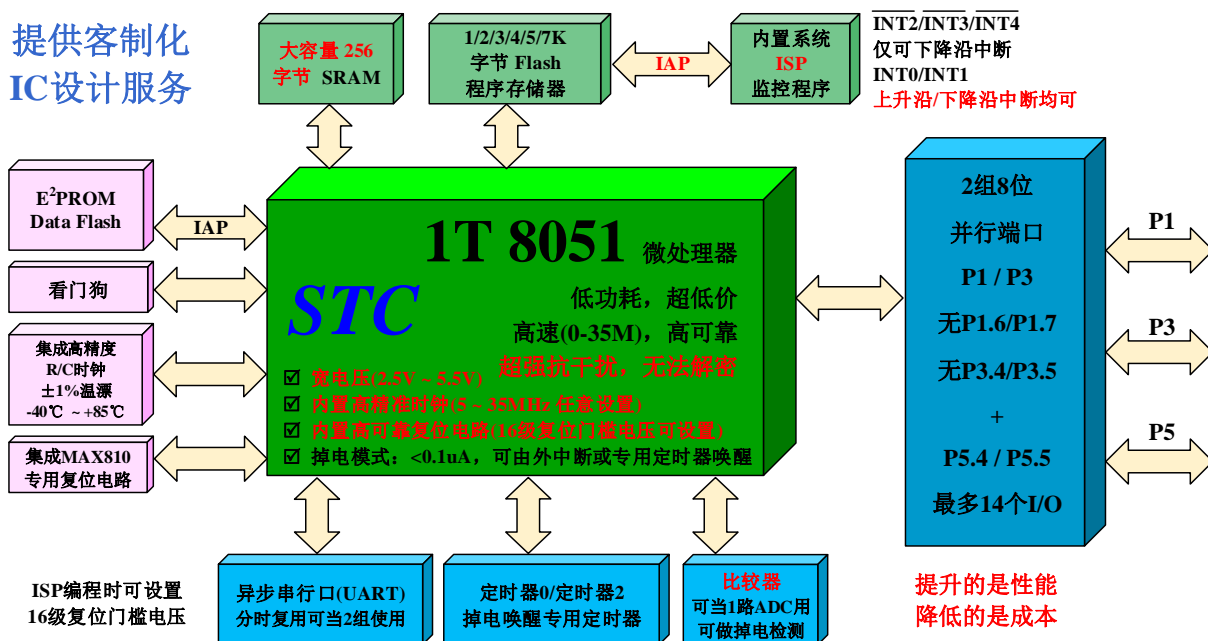 提供客制化
IC设计服务
大容量 256
字节 SRAM
1/2/3/4/5/7K
字节 Flash
程序存储器
IAP
内置系统
ISP
监控程序
INT2/INT3/INT4
仅可下降沿中断
INT0/INT1
上升沿/下降沿中断均可
E²PROM
Data Flash
IAP
看门狗
集成高精度
R/C时钟
±1%温漂
-40℃ ~ +85℃
集成MAX810
专用复位电路
1T 8051 微处理器
STC
低功耗，超低价
高速(0-35M)，高可靠
超强抗干扰，无法解密
☑ 宽电压(2.5V ~ 5.5V)
☑ 内置高精准时钟(5 ~ 35MHz 任意设置)
☑ 内置高可靠复位电路(16级复位门槛电压可设置)
☑ 掉电模式：<0.1uA，可由外中断或专用定时器唤醒
2组8位
并行端口
P1 / P3
无P1.6/P1.7
无P3.4/P3.5
+
P5.4 / P5.5
最多14个I/O
P1
P3
P5
ISP编程时可设置
16级复位门槛电压
异步串行口(UART)
分时复用可当2组使用
定时器0/定时器2
掉电唤醒专用定时器
比较器
可当1路ADC用
可做掉电检测
提升的是性能
降低的是成本